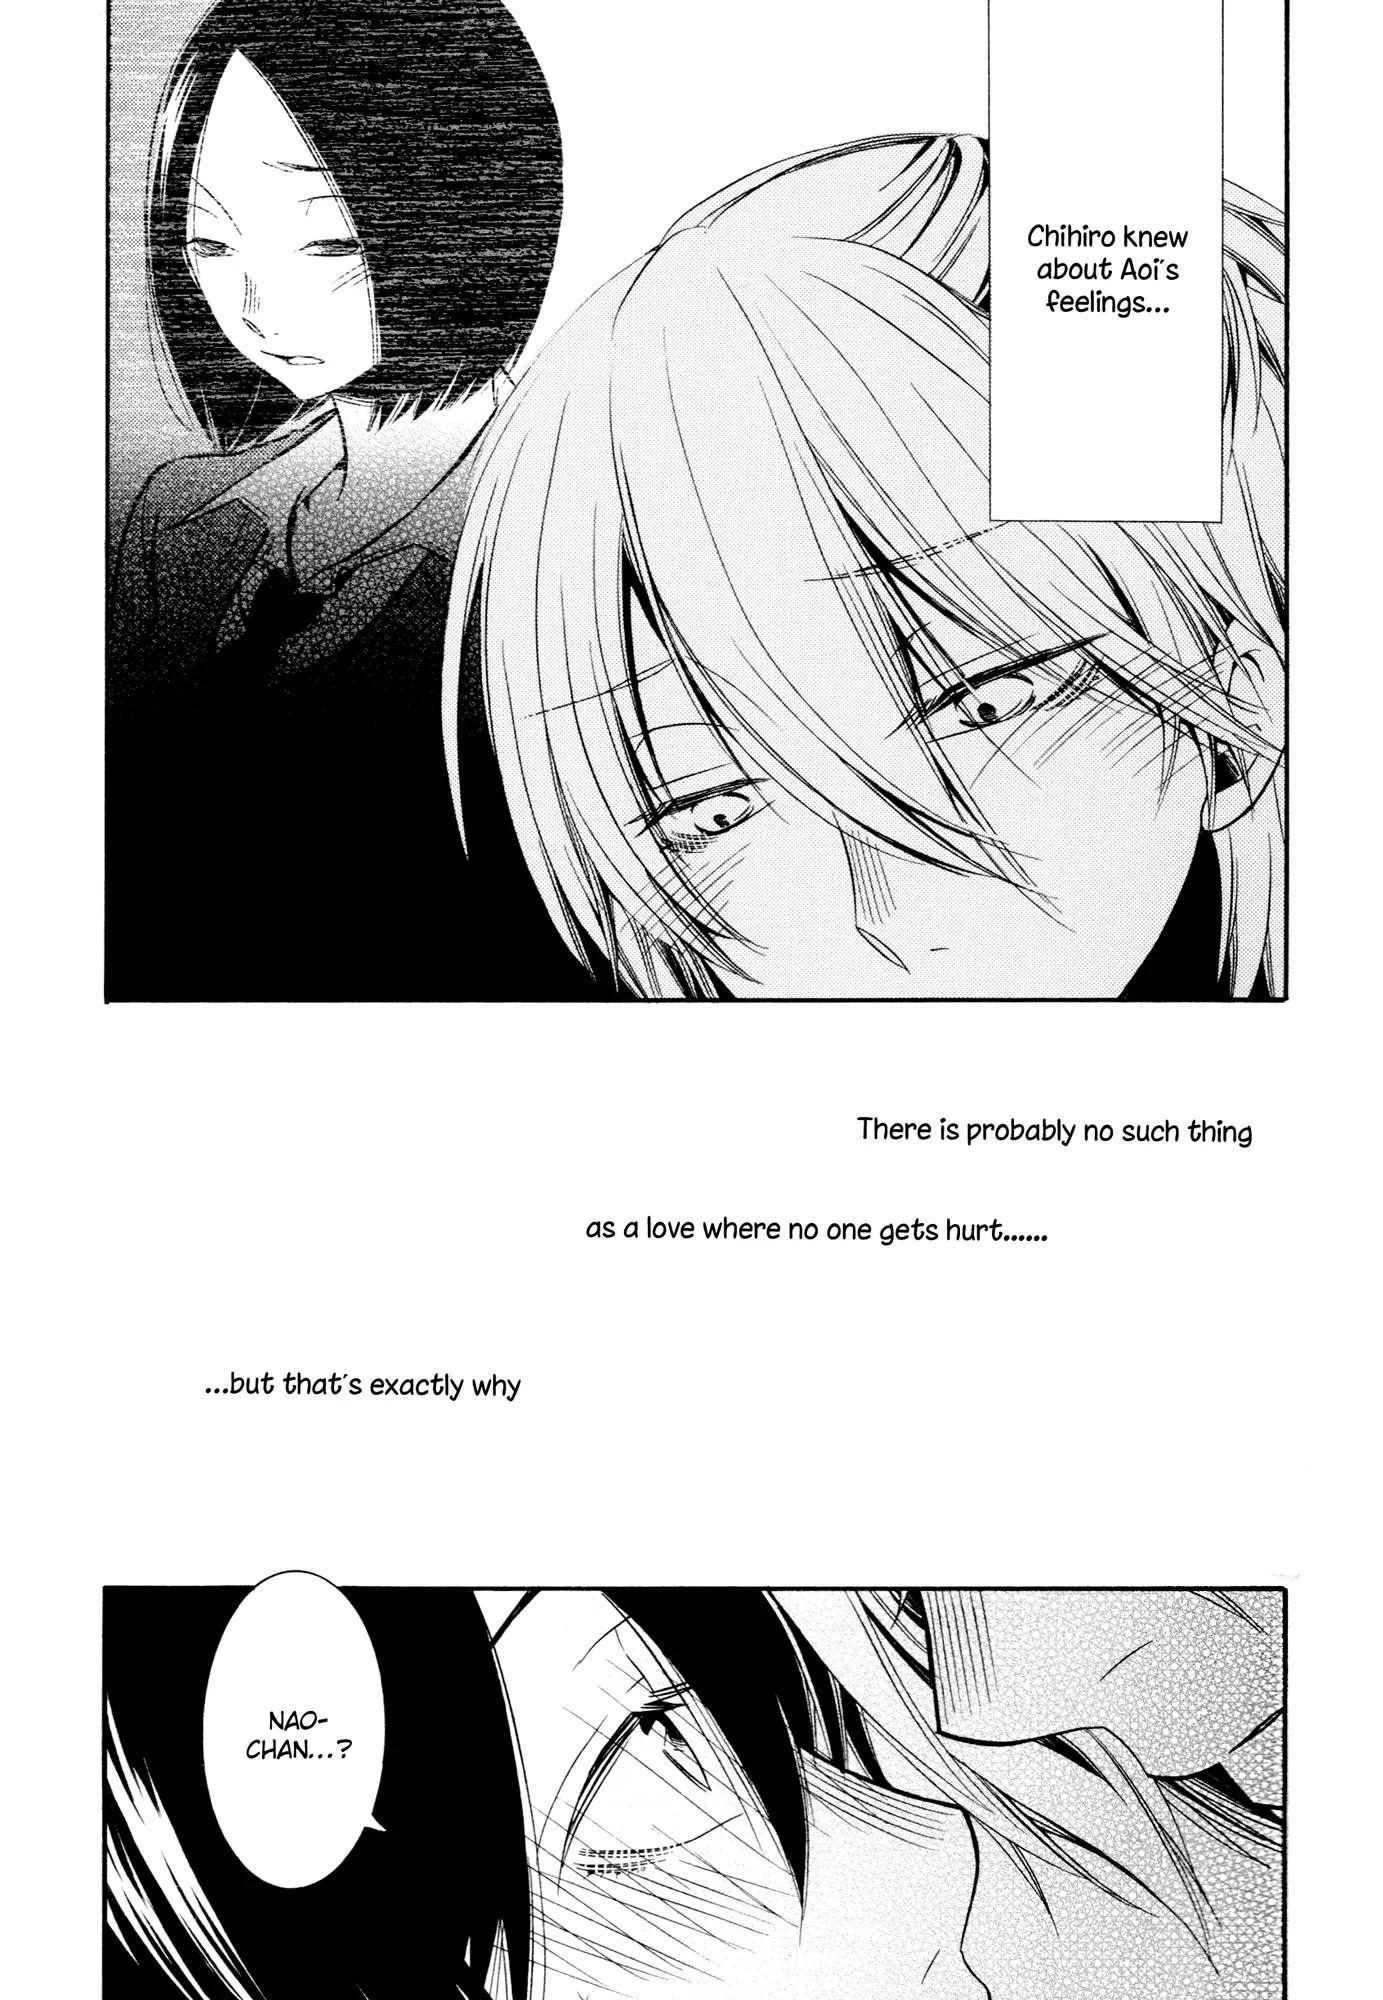 Chihiro knew
about Aoi's
feelings...
There is probably no such thing
as a love where no one gets hurt......
...but that's exactly why
NAO-
CHAN...?